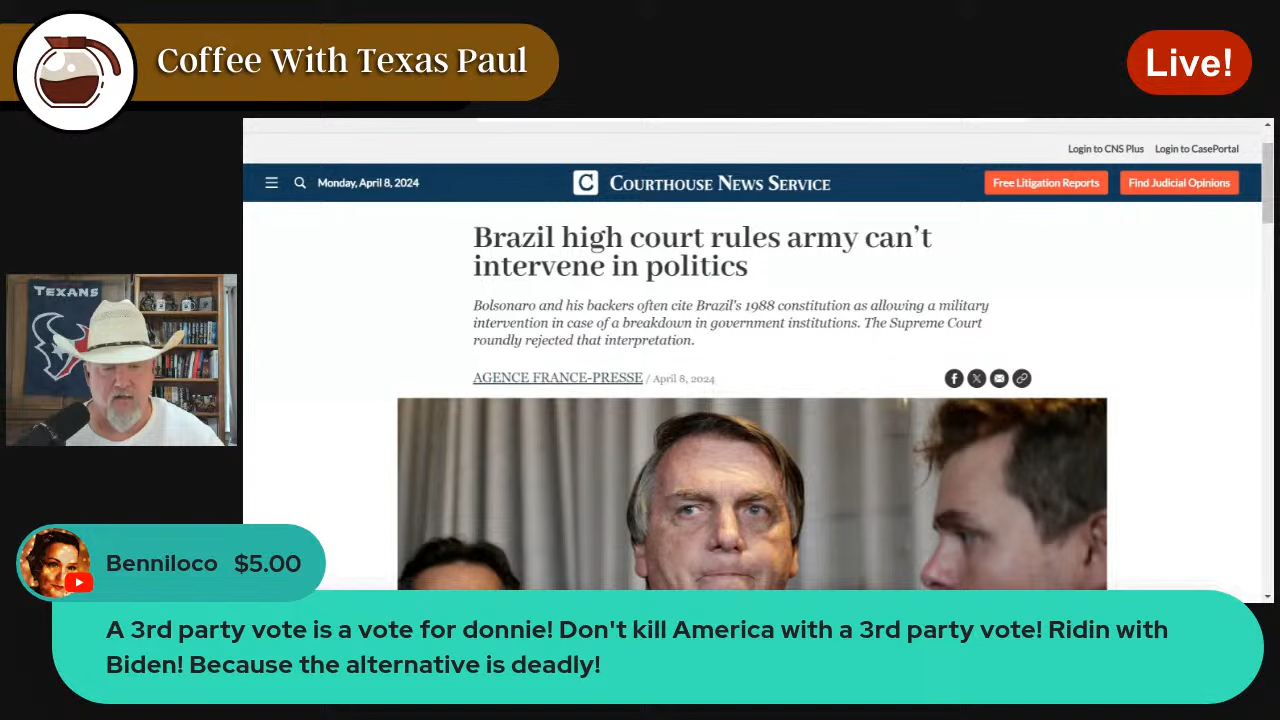 Coffee With Texas Paul
Live!
Login to CNS Plus Login to CasePortal
Monday, April 8, 2024
C COURTHOUSE NEWS SERVICE
Free Litigation Reports Find Judicial Opinions
Brazil high court rules army can't
intervene in politics
Bolsonaro and his backers often cite Brazil's 1988 constitution as allowing a military
intervention in case of a breakdown in government institutions. The Supreme Court
roundly rejected that interpretation.
AGENCE FRANCE-PRESSE / April 8, 2024
TEXANS
Benniloco $5.00
A 3rd party vote is a vote for donnie! Don't kill America with a 3rd party vote! Ridin with
Biden! Because the alternative is deadly!